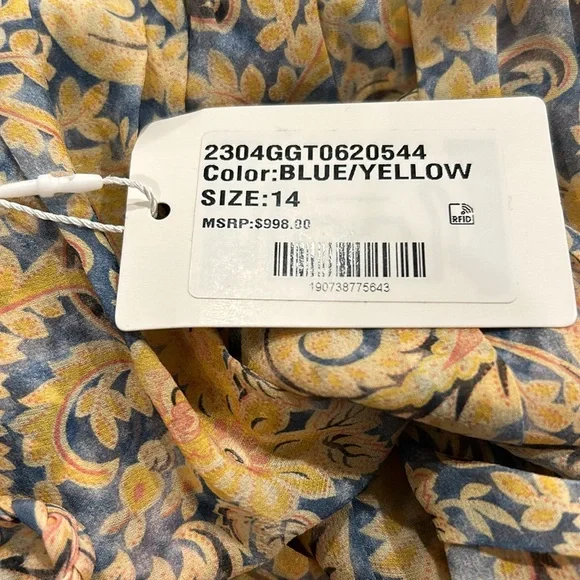 2304GGT0620544
Color:BLUE/YELLOW
SIZE:14
MSRP:$998.00
RFID
190738775643